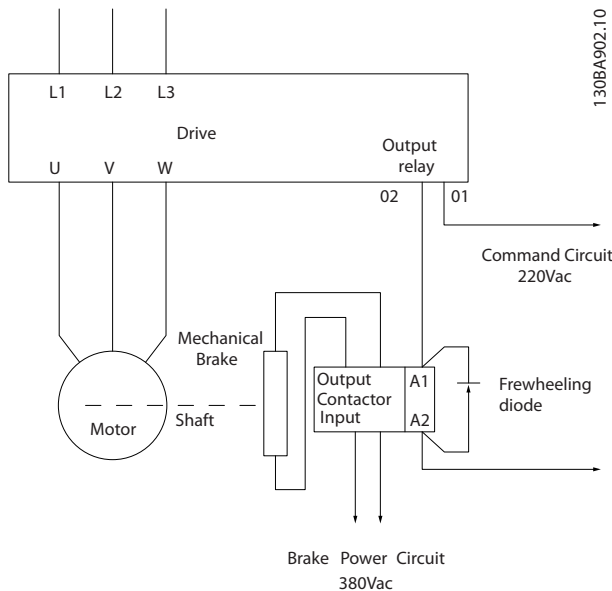 130BA902.10
L1 L2 L3
Drive
Output
relay
U V W
02 01
Command Circuit
220Vac
Mechanical
Brake
Output
Contactor
Input
A1
A2
Frewheeling
diode
Shaft
Motor
Brake Power Circuit
380Vac